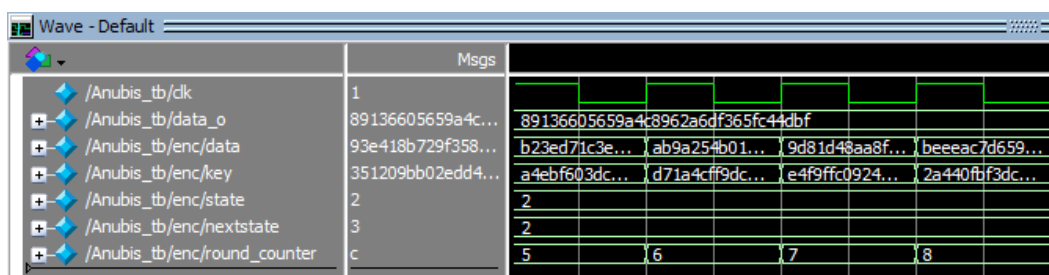 Wave - Default
Msgs
/Anubis_tb/clk 1
/Anubis_tb/data_o 89136605659a4c... 89136605659a4c8962a6df365fc44dbf
/Anubis_tb/enc/data 93e418b729f358... b23ed71c3e... ab9a254b01... 9d81d48aa8f... beeeac7d659...
/Anubis_tb/enc/key 351209bb02edd4... a4ebf603dc... d71a4cff9dc... e4f9ffc0924... 2a440fbf3dc...
/Anubis_tb/enc/state 2 2
/Anubis_tb/enc/nextstate 3 2
/Anubis_tb/enc/round_counter c 5 6 7 8